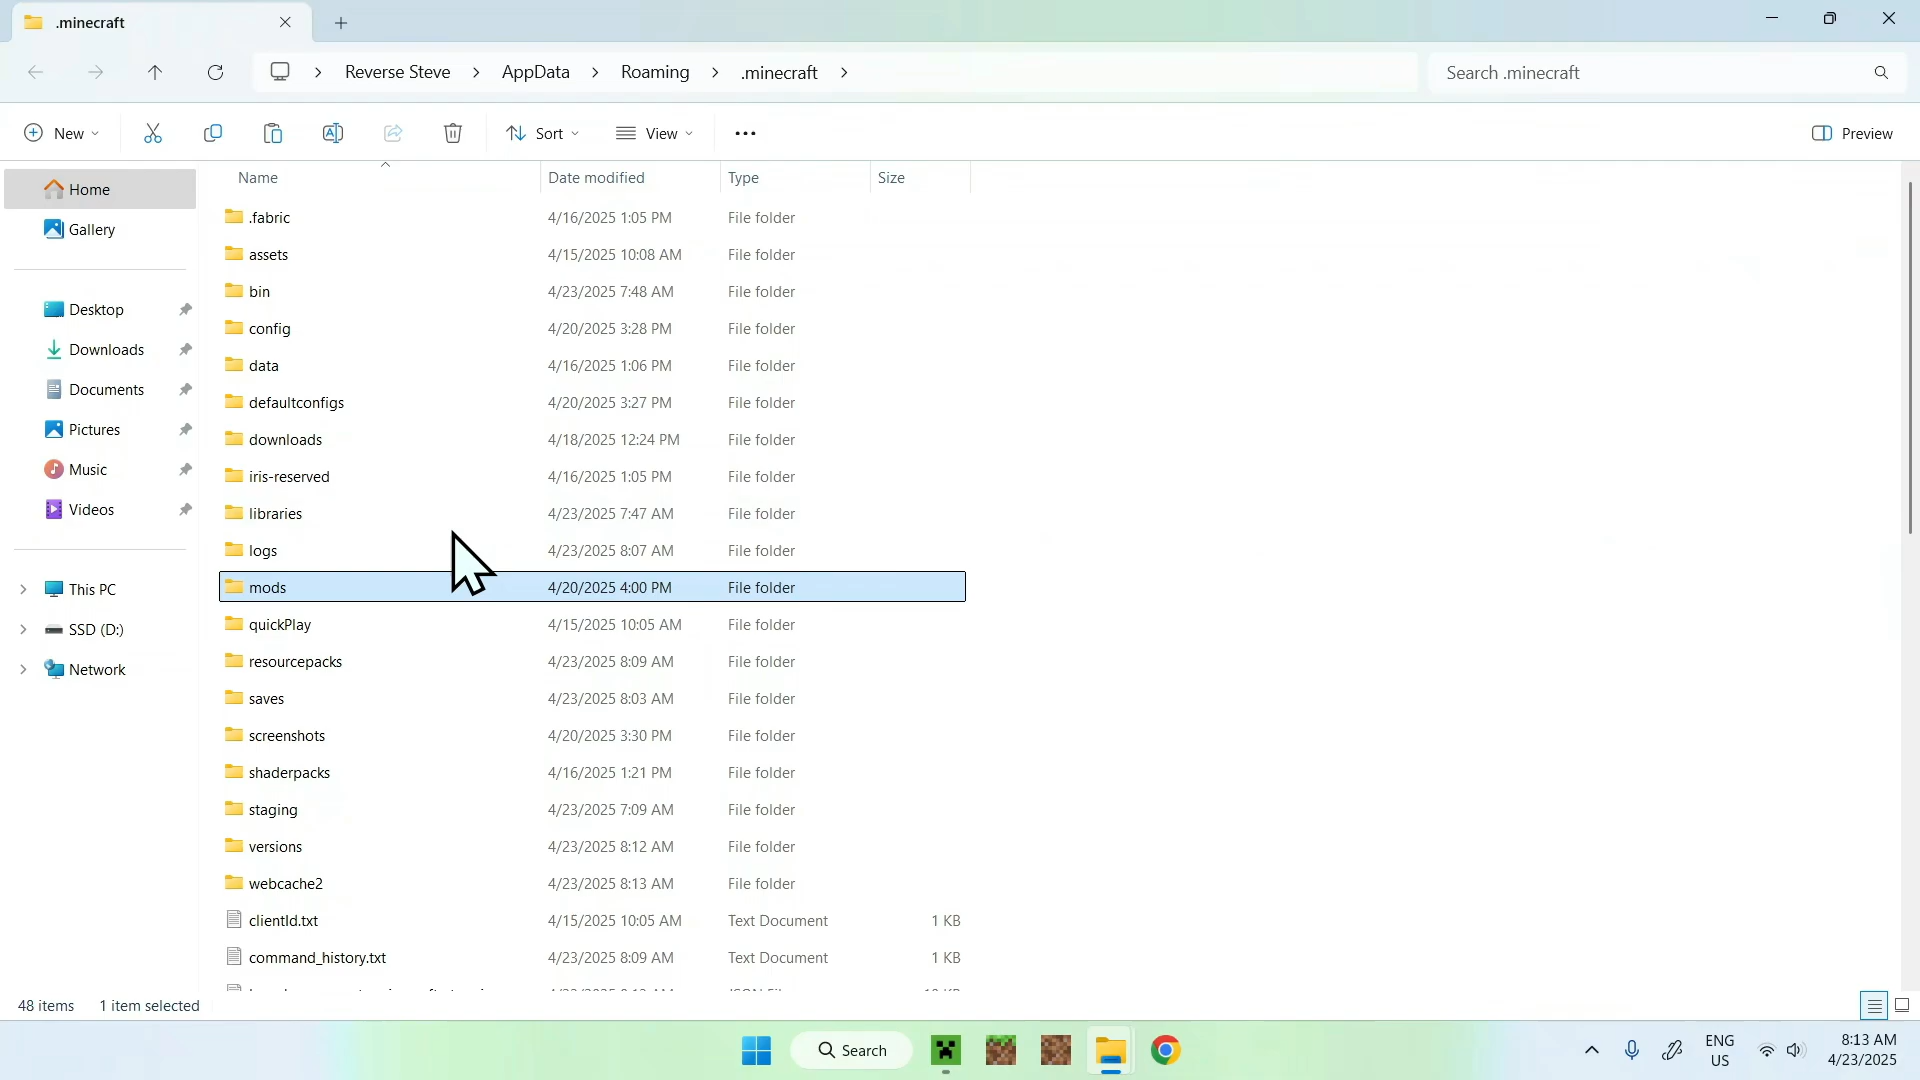 .minecraft
Reverse Steve > AppData > Roaming > .minecraft >
Search .minecraft
New
Sort
View
Preview
Name Date modified Type Size
Home
Gallery
Desktop
Downloads
Documents
Pictures
Music
Videos
This PC
SSD (D:)
Network
.fabric 4/16/2025 1:05 PM File folder
assets 4/15/2025 10:08 AM File folder
bin 4/23/2025 7:48 AM File folder
config 4/20/2025 3:28 PM File folder
data 4/16/2025 1:06 PM File folder
defaultconfigs 4/20/2025 3:27 PM File folder
downloads 4/18/2025 12:24 PM File folder
iris-reserved 4/16/2025 1:05 PM File folder
libraries 4/23/2025 7:47 AM File folder
logs 4/23/2025 8:07 AM File folder
mods 4/20/2025 4:00 PM File folder
quickPlay 4/15/2025 10:05 AM File folder
resourcepacks 4/23/2025 8:09 AM File folder
saves 4/23/2025 8:03 AM File folder
screenshots 4/20/2025 3:30 PM File folder
shaderpacks 4/16/2025 1:21 PM File folder
staging 4/23/2025 7:09 AM File folder
versions 4/23/2025 8:12 AM File folder
webcache2 4/23/2025 8:13 AM File folder
clientId.txt 4/15/2025 10:05 AM Text Document 1 KB
command_history.txt 4/23/2025 8:09 AM Text Document 1 KB
48 items 1 item selected
Search
ENG
US
8:13 AM
4/23/2025